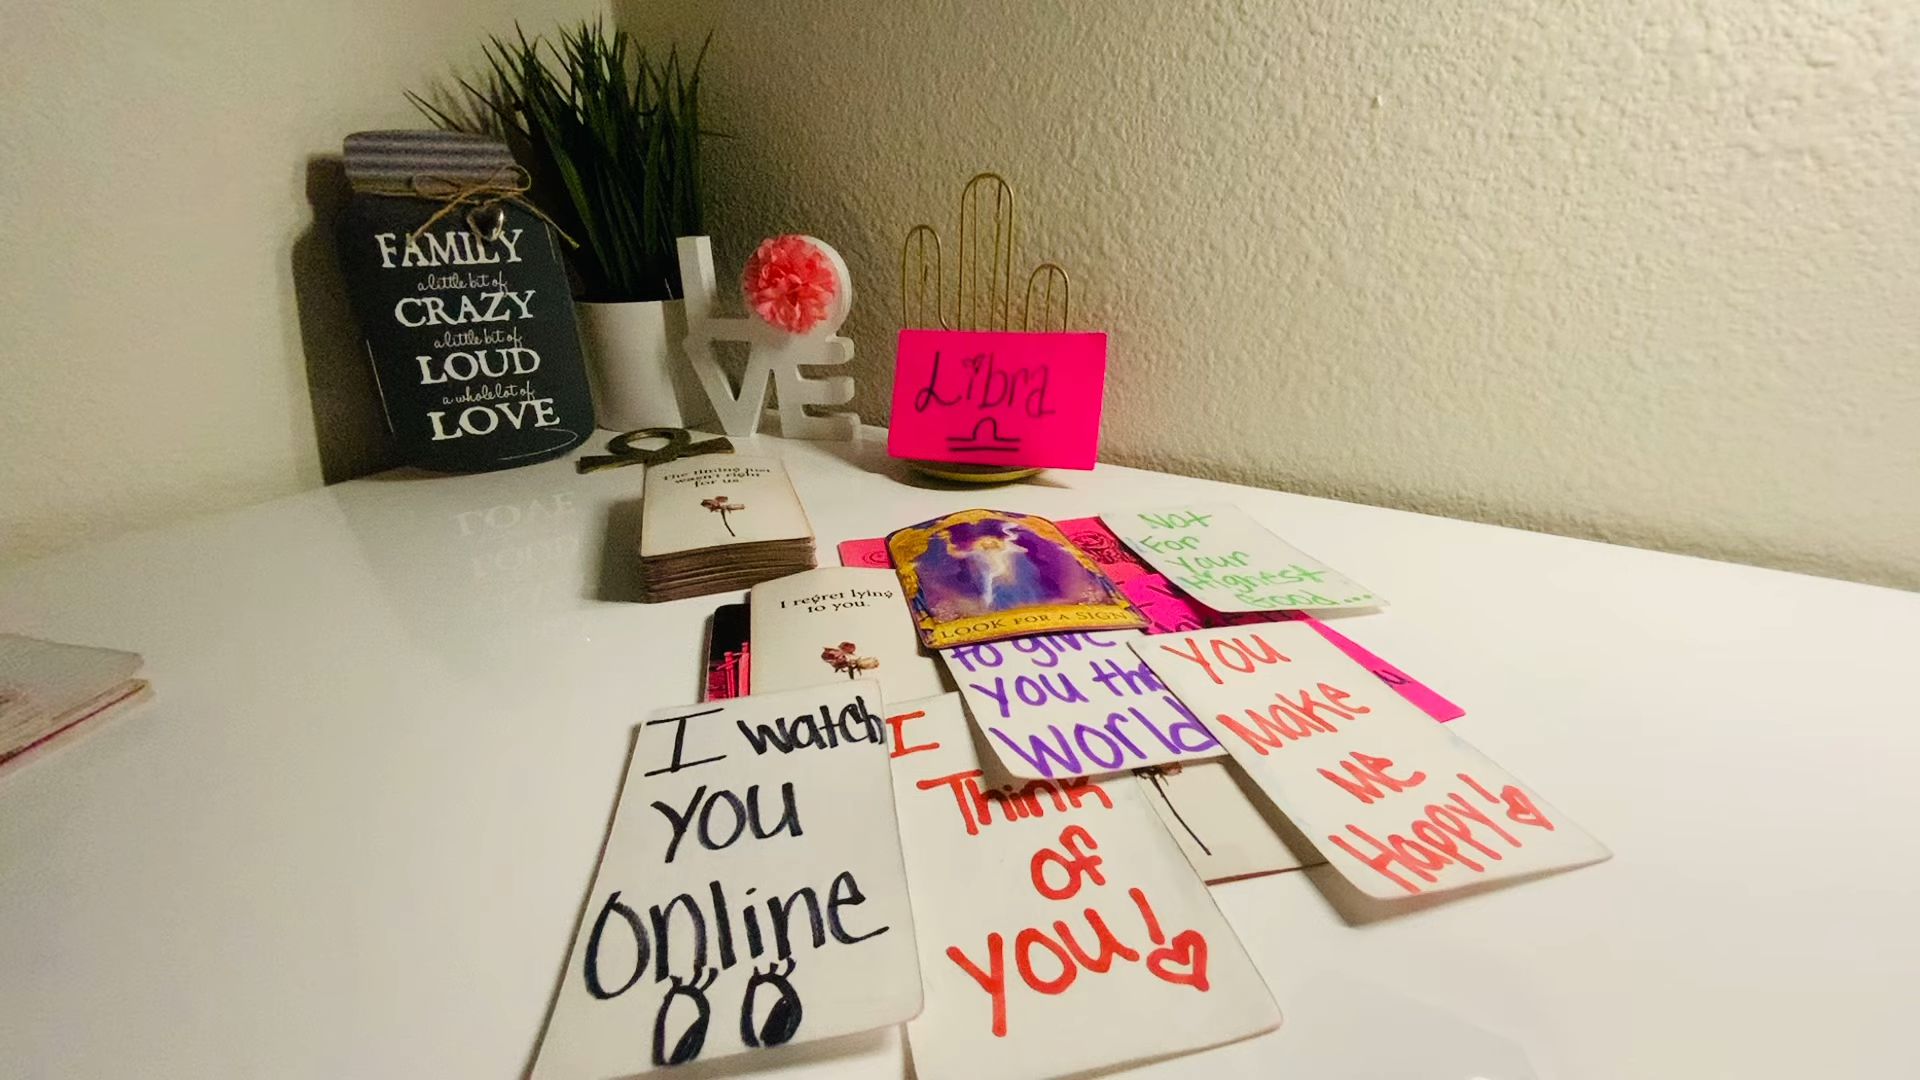 FAMILY
a little bit of
CRAZY
a little bit of
LOUD
a whole lot of
LOVE
LOVE
Libra
The timing just
wasn't right
for us.
I regret lying
to you.
LOOK FOR A SIGN
Not
For
Your
Highest
Good...
to give
you the
World
You
Make
Me
Happy!
I watch
you
Online
I
Think
of
you!